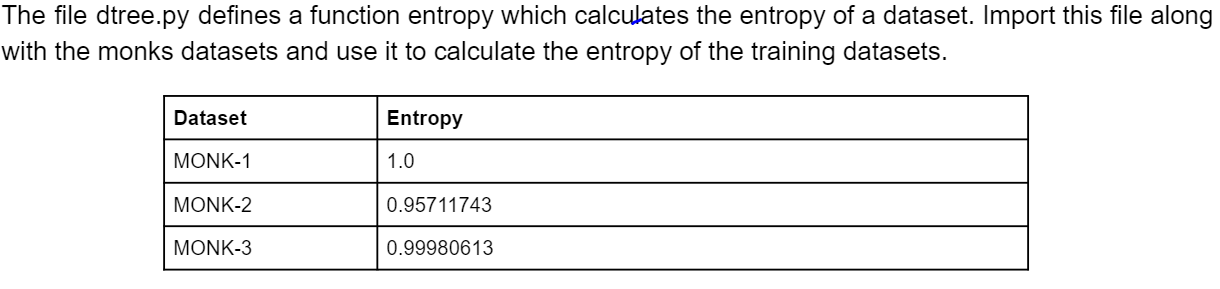 The file dtree.py defines a function entropy which calculates the entropy of a dataset. Import this file along
with the monks datasets and use it to calculate the entropy of the training datasets.
Dataset Entropy
MONK-1 1.0
MONK-2 0.95711743
MONK-3 0.99980613